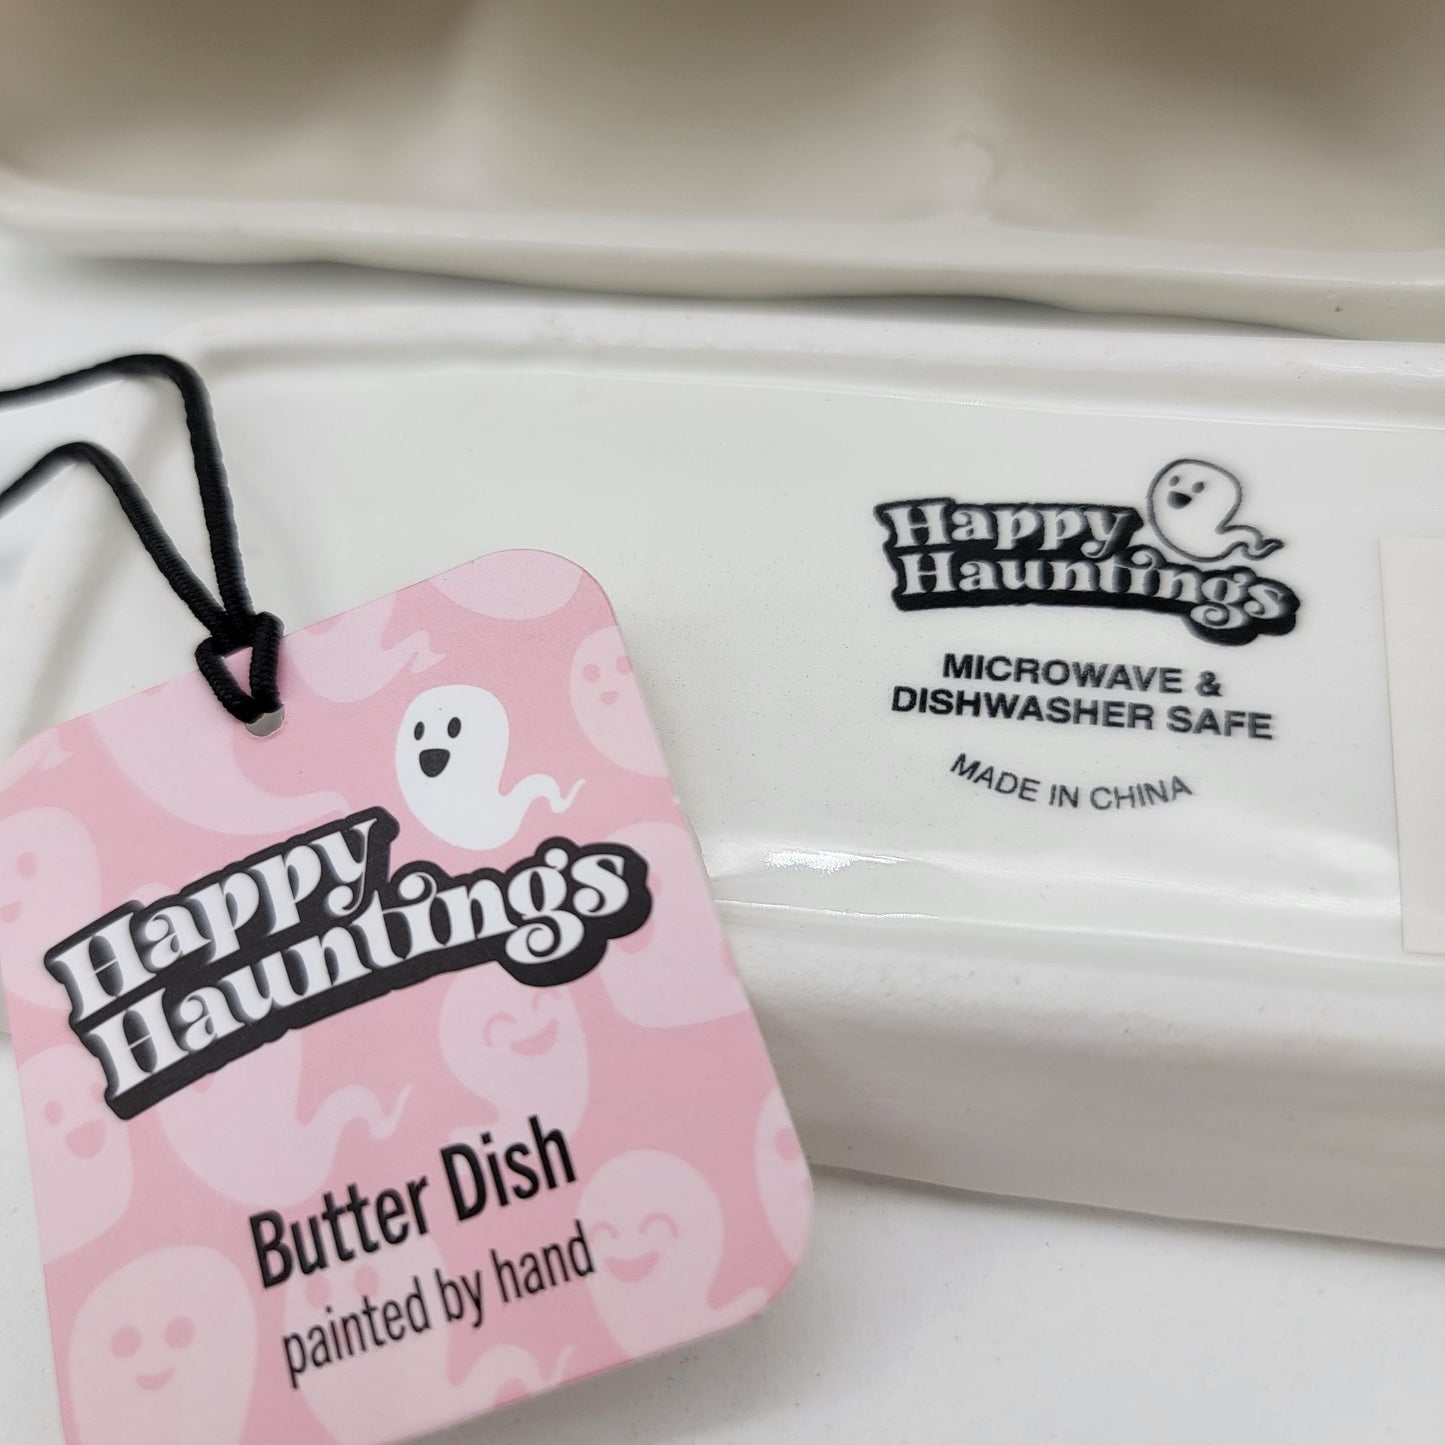 Happy
Hauntings
Butter Dish
painted by hand
Happy
Hauntings
MICROWAVE &
DISHWASHER SAFE
MADE IN CHINA